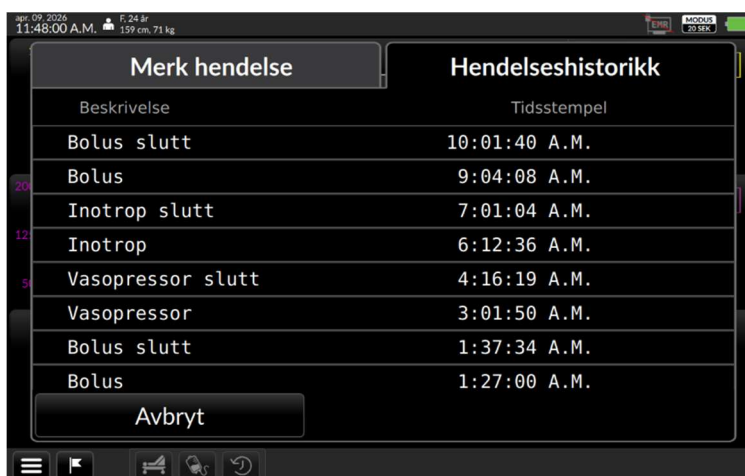 apr. 09, 2026
11:48:00 A.M.
F, 24 år
159 cm, 71 kg
EMR
MODUS
20 SEK
Merk hendelse
Hendelseshistorikk
Beskrivelse Tidsstempel
Bolus slutt 10:01:40 A.M.
Bolus 9:04:08 A.M.
Inotrop slutt 7:01:04 A.M.
Inotrop 6:12:36 A.M.
Vasopressor slutt 4:16:19 A.M.
Vasopressor 3:01:50 A.M.
Bolus slutt 1:37:34 A.M.
Bolus 1:27:00 A.M.
Avbryt